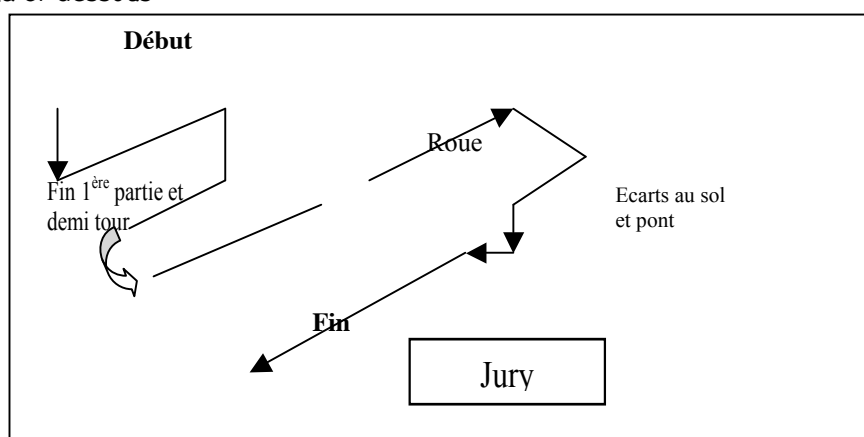 Début
Roue
Fin 1ère partie et
demi tour
Ecarts au sol
et pont
Fin
Jury